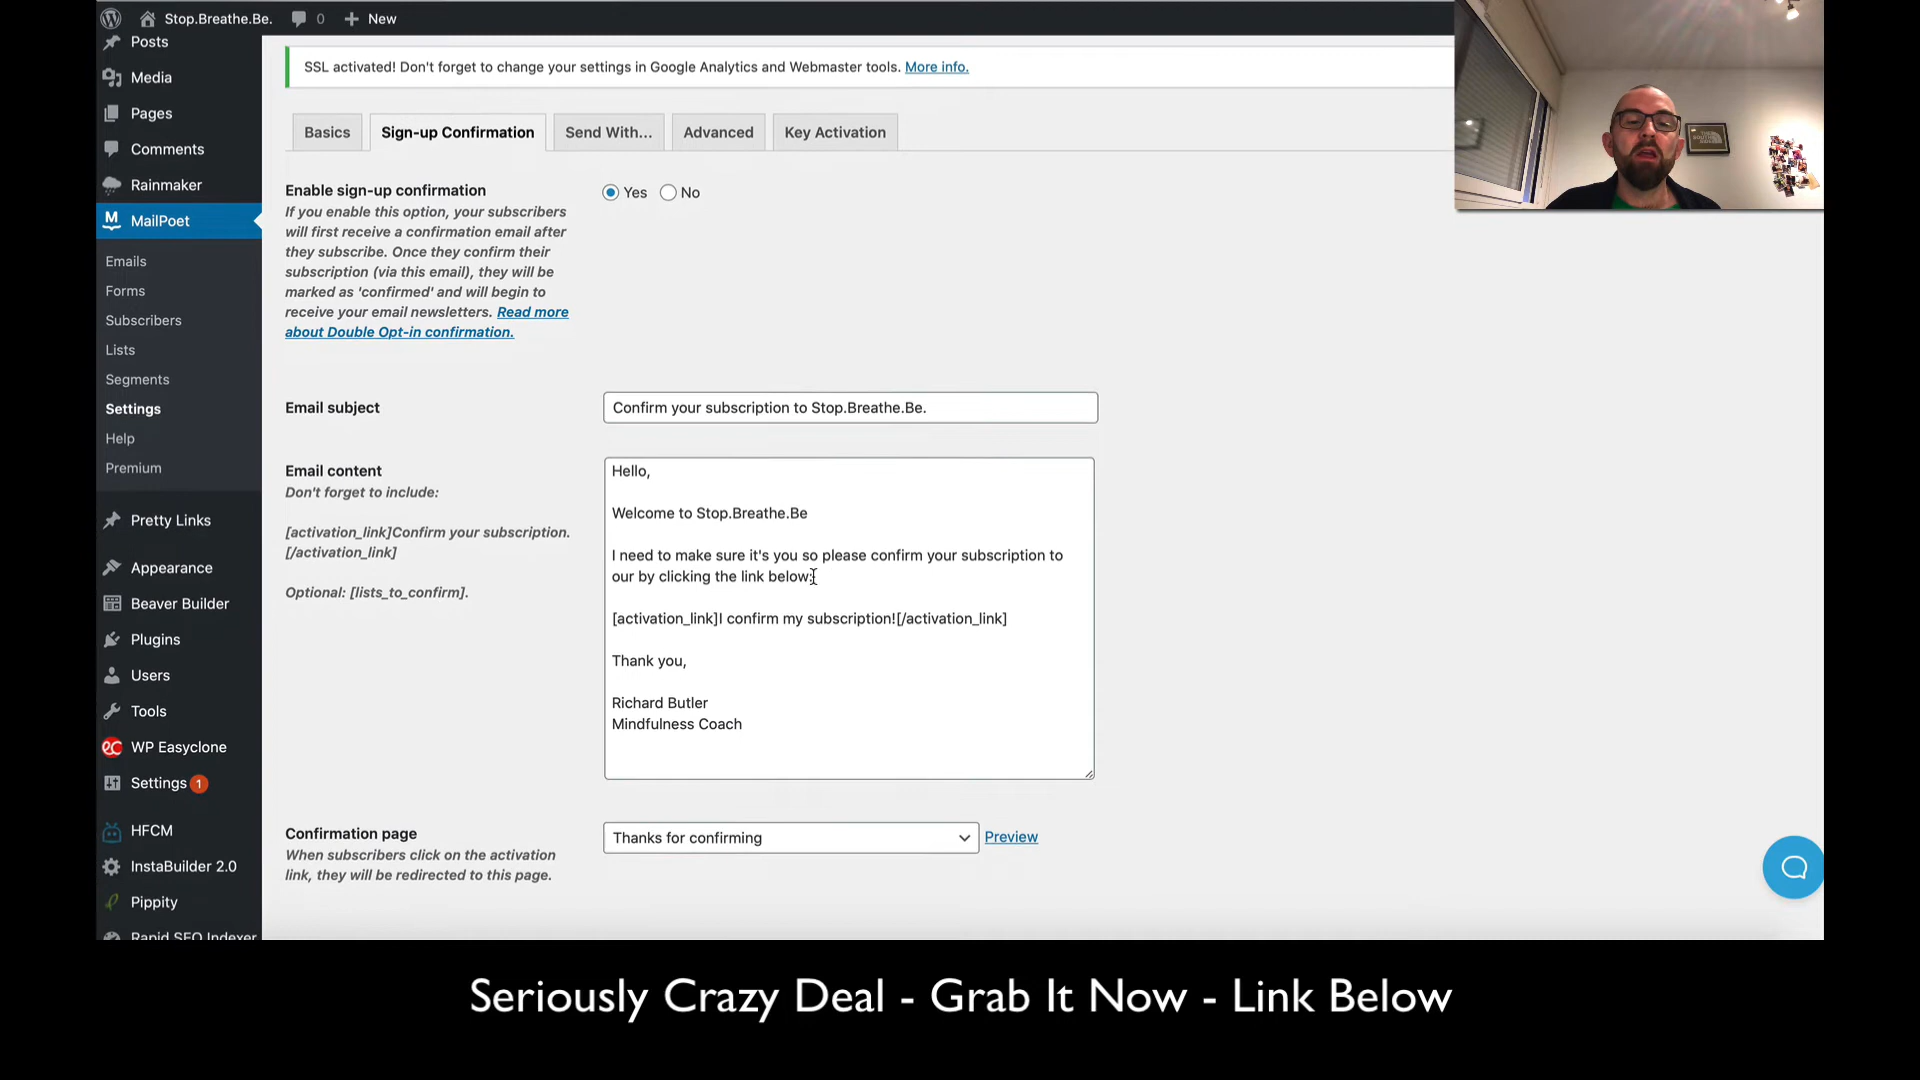 Stop.Breathe.Be.
0
New
Posts
Media
Pages
Comments
Rainmaker
MailPoet
Emails
Forms
Subscribers
Lists
Segments
Settings
Help
Premium
Pretty Links
Appearance
Beaver Builder
Plugins
Users
Tools
WP Easyclone
Settings 1
HFCM
InstaBuilder 2.0
Pippity
Rapid SEO Indexer
SSL activated! Don't forget to change your settings in Google Analytics and Webmaster tools. More info.
Basics
Sign-up Confirmation
Send With...
Advanced
Key Activation
Enable sign-up confirmation
If you enable this option, your subscribers
will first receive a confirmation email after
they subscribe. Once they confirm their
subscription (via this email), they will be
marked as 'confirmed' and will begin to
receive your email newsletters. Read more
about Double Opt-in confirmation.
Yes
No
Email subject
Confirm your subscription to Stop.Breathe.Be.
Email content
Don't forget to include:
[activation_link]Confirm your subscription.
[/activation_link]
Optional: [lists_to_confirm].
Hello,
Welcome to Stop.Breathe.Be
I need to make sure it's you so please confirm your subscription to
our by clicking the link below:
[activation_link]I confirm my subscription![/activation_link]
Thank you,
Richard Butler
Mindfulness Coach
Confirmation page
When subscribers click on the activation
link, they will be redirected to this page.
Thanks for confirming
Preview
Seriously Crazy Deal - Grab It Now - Link Below